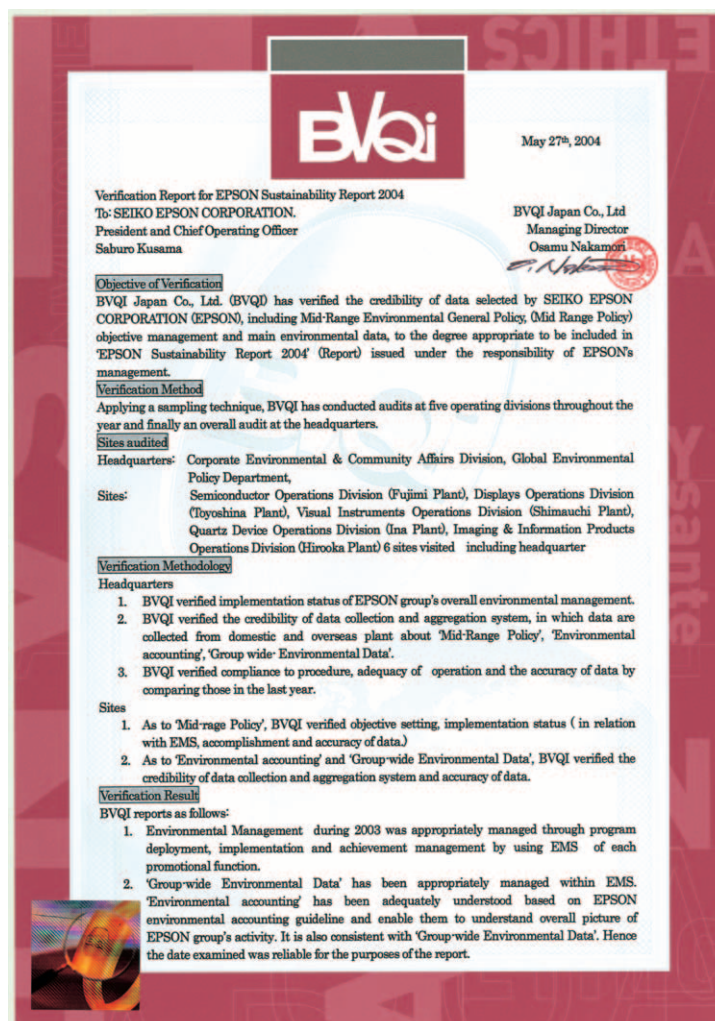 BVQi
May 27th, 2004
Verification Report for EPSON Sustainability Report 2004
To: SEIKO EPSON CORPORATION.
President and Chief Operating Officer
Saburo Kusama
BVQI Japan Co., Ltd
Managing Director
Osamu Nakamori
Objective of Verification
BVQI Japan Co., Ltd. (BVQI) has verified the credibility of data selected by SEIKO EPSON
CORPORATION (EPSON), including Mid-Range Environmental General Policy, (Mid Range Policy)
objective management and main environmental data, to the degree appropriate to be included in
'EPSON Sustainability Report 2004' (Report) issued under the responsibility of EPSON's
management.
Verification Method
Applying a sampling technique, BVQI has conducted audits at five operating divisions throughout the
year and finally an overall audit at the headquarters.
Sites audited
Headquarters: Corporate Environmental & Community Affairs Division, Global Environmental
Policy Department,
Sites: Semiconductor Operations Division (Fujimi Plant), Displays Operations Division
(Toyoshina Plant), Visual Instruments Operations Division (Shimauchi Plant),
Quartz Device Operations Division (Ina Plant), Imaging & Information Products
Operations Division (Hirooka Plant) 6 sites visited including headquarter
Verification Methodology
Headquarters
1. BVQI verified implementation status of EPSON group's overall environmental management.
2. BVQI verified the credibility of data collection and aggregation system, in which data are
collected from domestic and overseas plant about 'Mid-Range Policy', 'Environmental
accounting', 'Group wide- Environmental Data'.
3. BVQI verified compliance to procedure, adequacy of operation and the accuracy of data by
comparing those in the last year.
Sites
1. As to 'Mid-rage Policy', BVQI verified objective setting, implementation status ( in relation
with EMS, accomplishment and accuracy of data.)
2. As to 'Environmental accounting' and 'Group-wide Environmental Data', BVQI verified the
credibility of data collection and aggregation system and accuracy of data.
Verification Result
BVQI reports as follows:
1. Environmental Management during 2003 was appropriately managed through program
deployment, implementation and achievement management by using EMS of each
promotional function.
2. 'Group-wide Environmental Data' has been appropriately managed within EMS.
'Environmental accounting' has been adequately understood based on EPSON
environmental accounting guideline and enable them to understand overall picture of
EPSON group's activity. It is also consistent with 'Group-wide Environmental Data'. Hence
the date examined was reliable for the purposes of the report.
ETHICS
Ysante